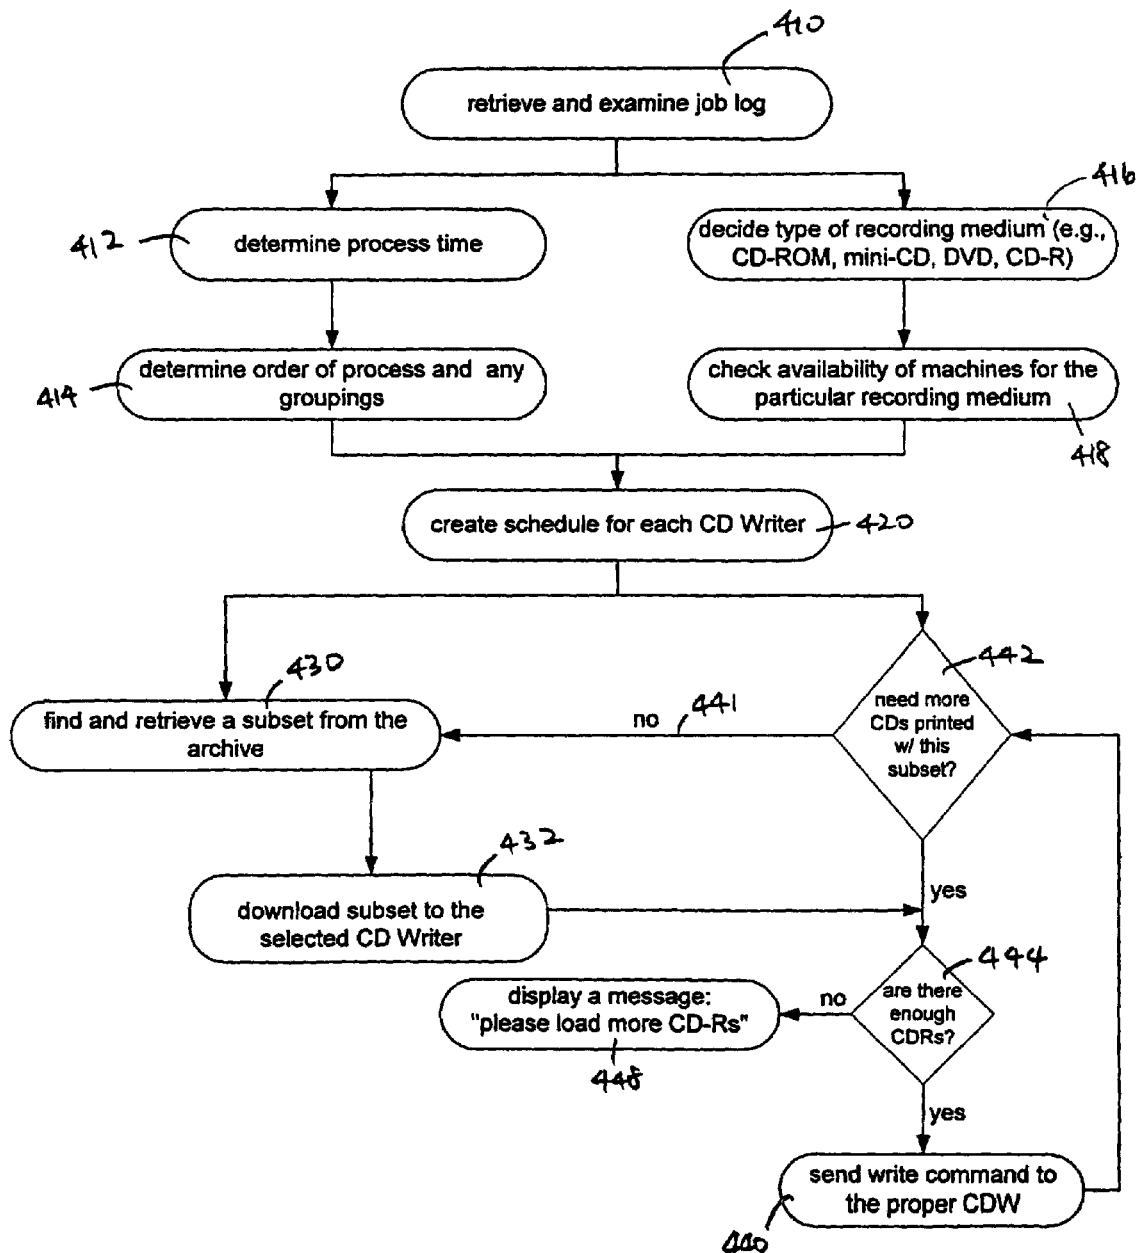 410
retrieve and examine job log
416
412
determine process time
decide type of recording medium (e.g.,
CD-ROM, mini-CD, DVD, CD-R)
414
determine order of process and any
groupings
check availability of machines for the
particular recording medium
418
create schedule for each CD Writer
420
430
442
find and retrieve a subset from the
archive
no
441
need more
CDs printed
w/ this
subset?
432
yes
download subset to the
selected CD Writer
444
display a message:
"please load more CD-Rs"
no
are there
enough
CDRs?
448
yes
send write command to
the proper CDW
440